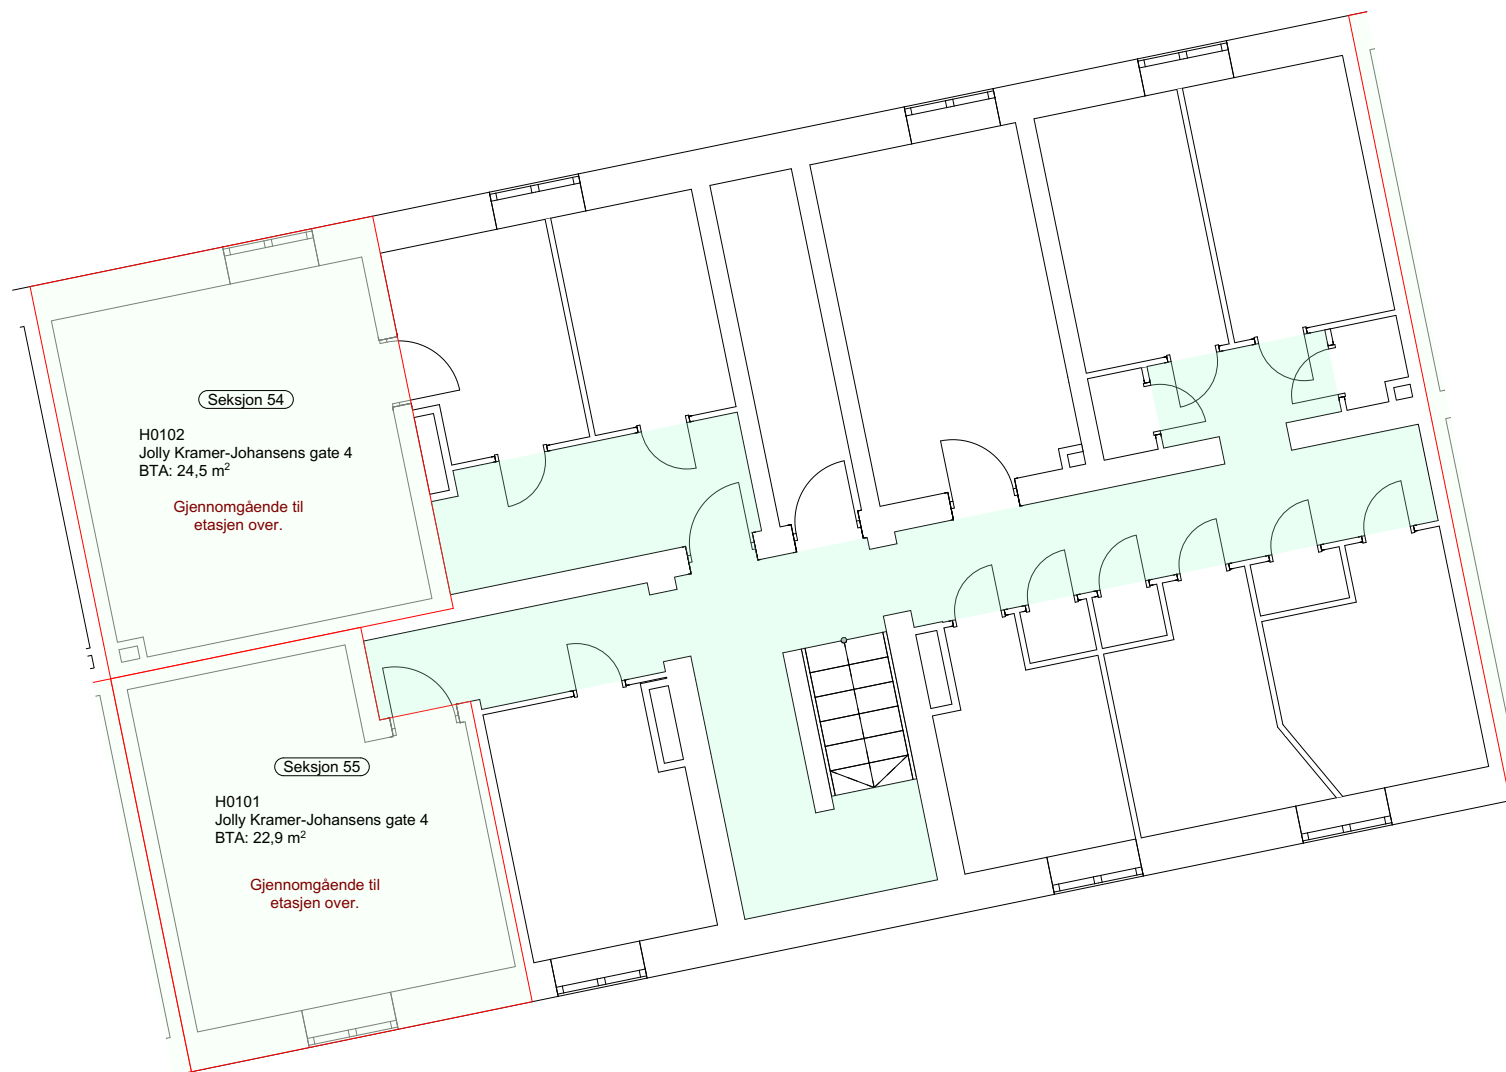 Seksjon 54
H0102
Jolly Kramer-Johansens gate 4
BTA: 24,5 m²
Gjennomgående til
etasjen over.
Seksjon 55
H0101
Jolly Kramer-Johansens gate 4
BTA: 22,9 m²
Gjennomgående til
etasjen over.